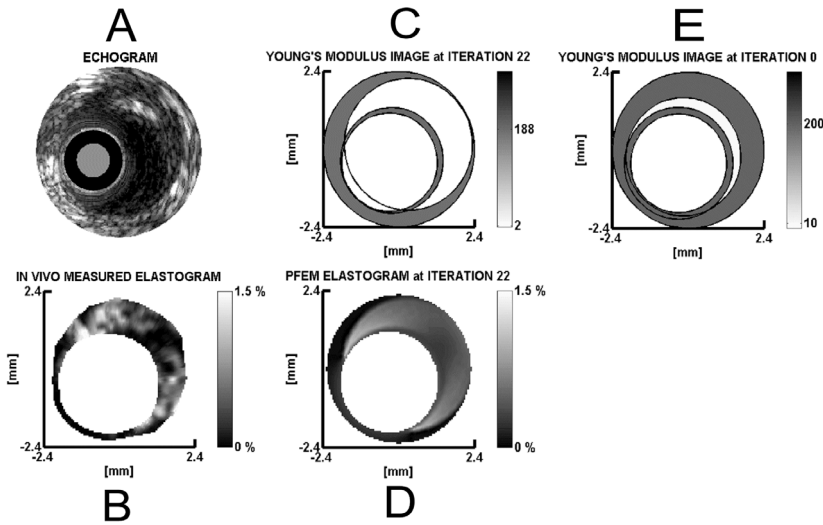 A
C
E
ECHOGRAM
YOUNG'S MODULUS IMAGE at ITERATION 22
YOUNG'S MODULUS IMAGE at ITERATION 0
2.4
[mm]
-2.4
-2.4
2.4
[mm]
188
2
2.4
[mm]
-2.4
-2.4
2.4
[mm]
200
10
IN VIVO MEASURED ELASTOGRAM
PFEM ELASTOGRAM at ITERATION 22
2.4
[mm]
-2.4
-2.4
2.4
[mm]
1.5 %
0 %
2.4
[mm]
-2.4
-2.4
2.4
[mm]
1.5 %
0 %
B
D